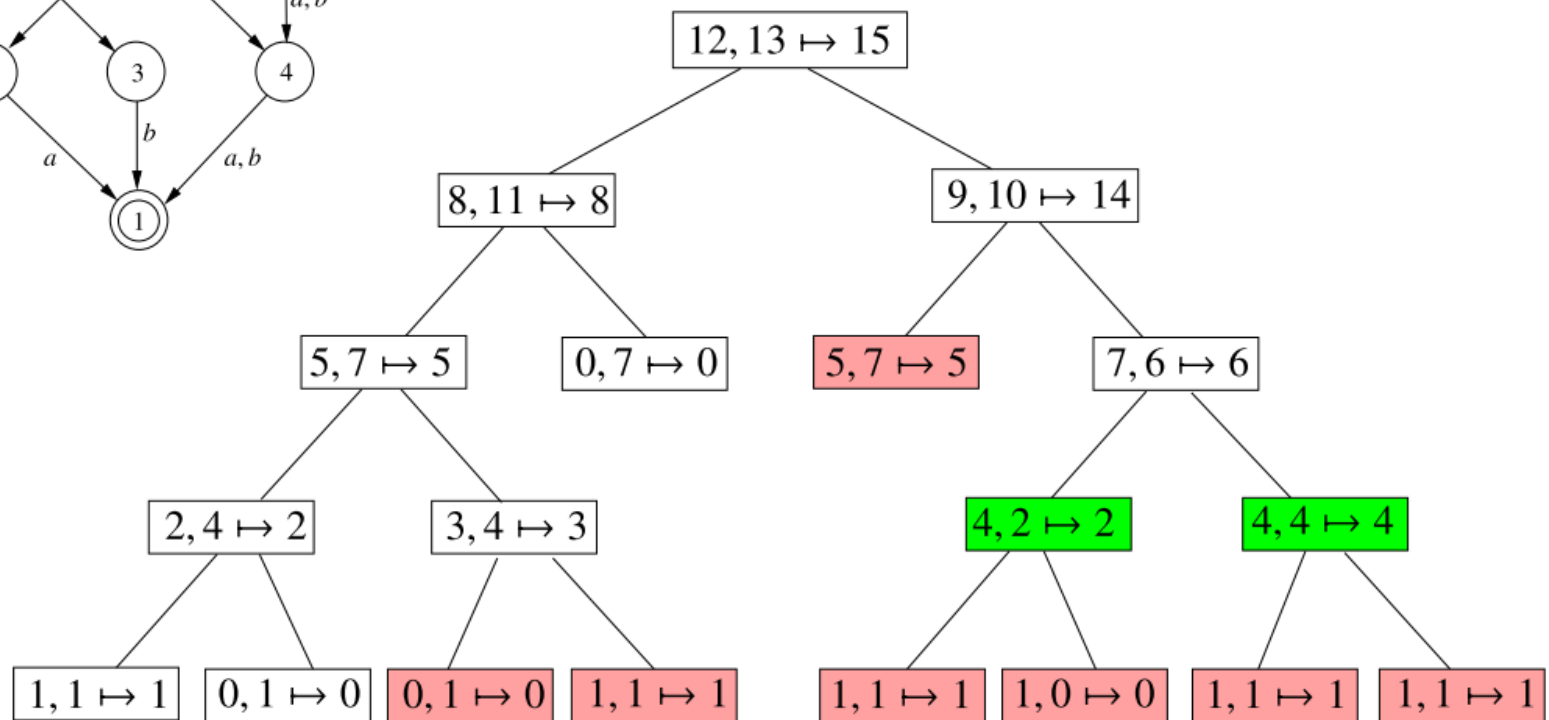 a, b
12, 13 ↦ 15
3
4
b
a
a, b
1
8, 11 ↦ 8
9, 10 ↦ 14
5, 7 ↦ 5
0, 7 ↦ 0
5, 7 ↦ 5
7, 6 ↦ 6
2, 4 ↦ 2
3, 4 ↦ 3
4, 2 ↦ 2
4, 4 ↦ 4
1, 1 ↦ 1
0, 1 ↦ 0
0, 1 ↦ 0
1, 1 ↦ 1
1, 1 ↦ 1
1, 0 ↦ 0
1, 1 ↦ 1
1, 1 ↦ 1